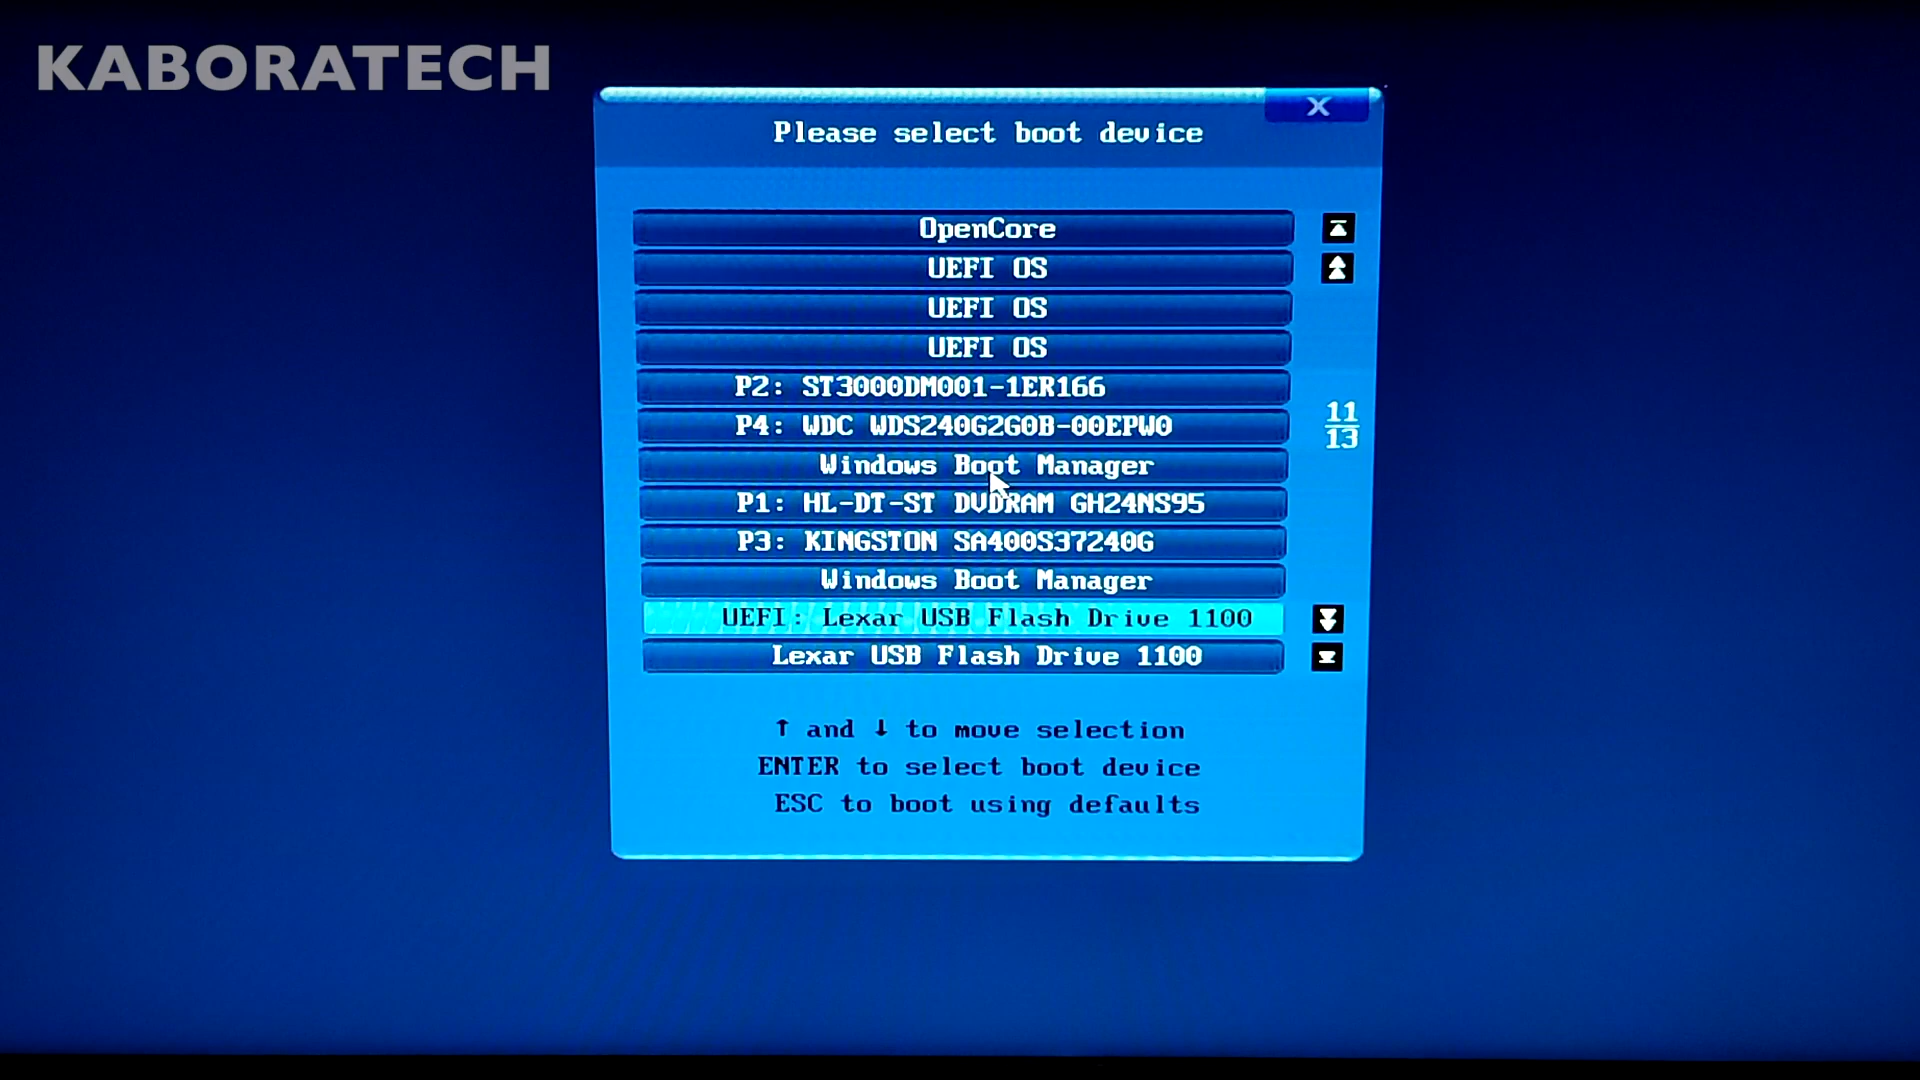 KABORATECH
X
Please select boot device
OpenCore
UEFI OS
UEFI OS
UEFI OS
P2: ST3000DM001-1ER166
P4: WDC WDS240G2G0B-00EPW0
11
13
Windows Boot Manager
P1: HL-DT-ST DVDRAM GH24NS95
P3: KINGSTON SA400S37240G
Windows Boot Manager
UEFI: Lexar USB Flash Drive 1100
Lexar USB Flash Drive 1100
↑ and ↓ to move selection
ENTER to select boot device
ESC to boot using defaults